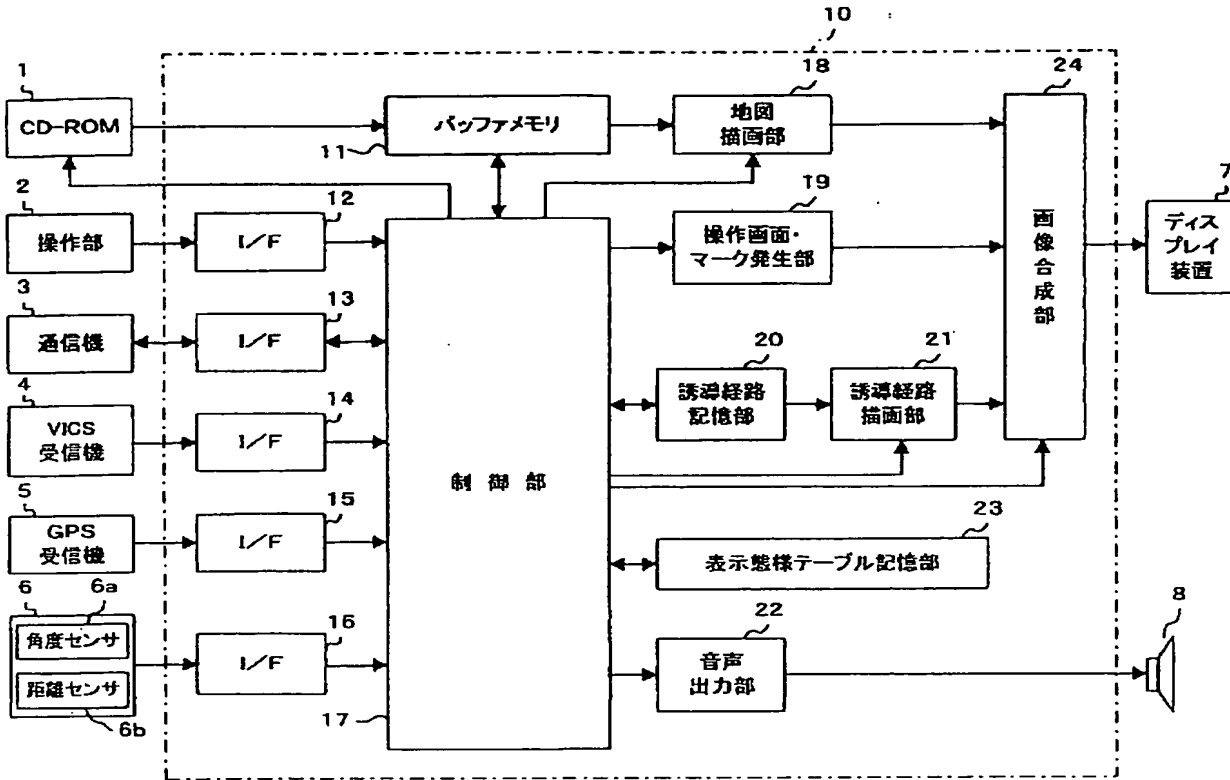 10
1
CD-ROM
バッファメモリ
11
18
地図
描画部
24
画像合成部
7
ディス
プレイ
装置
2
操作部
12
I/F
19
操作画面・
マーク発生部
3
通信機
13
I/F
4
VICS
受信機
14
I/F
制御部
17
20
誘導経路
記憶部
21
誘導経路
描画部
5
GPS
受信機
15
I/F
23
表示態様テーブル記憶部
6
6a
角度センサ
距離センサ
6b
16
I/F
22
音声
出力部
8